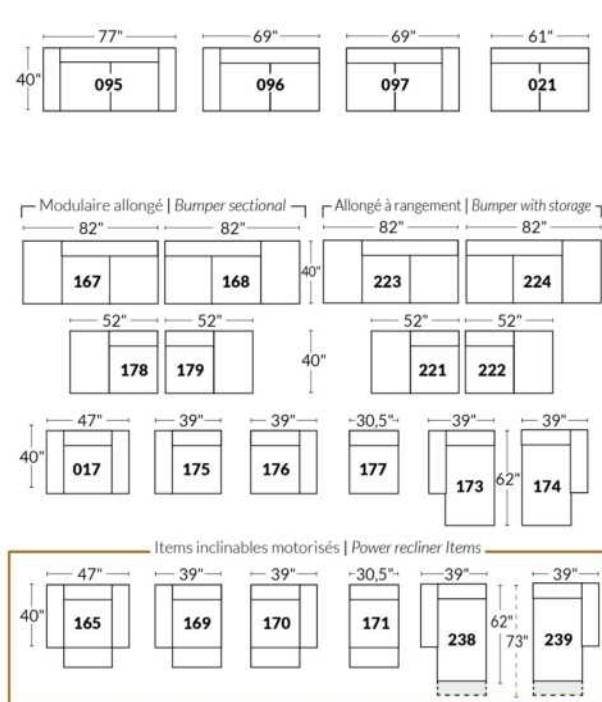 77" 69" 69" 61"
40"
095 096 097 021
Modulaire allongé | Bumper sectional Allongé à rangement | Bumper with storage
82" 82" 82" 82"
167 168 40" 223 224
52" 52" 52" 52"
40"
178 179 221 222
47" 39" 39" 30,5" 39" 39"
40"
017 175 176 177 173 62" 174
Items inclinables motorisés | Power recliner Items
47" 39" 39" 30,5" 39" 39"
40" 62"
165 169 170 171 238 73" 239